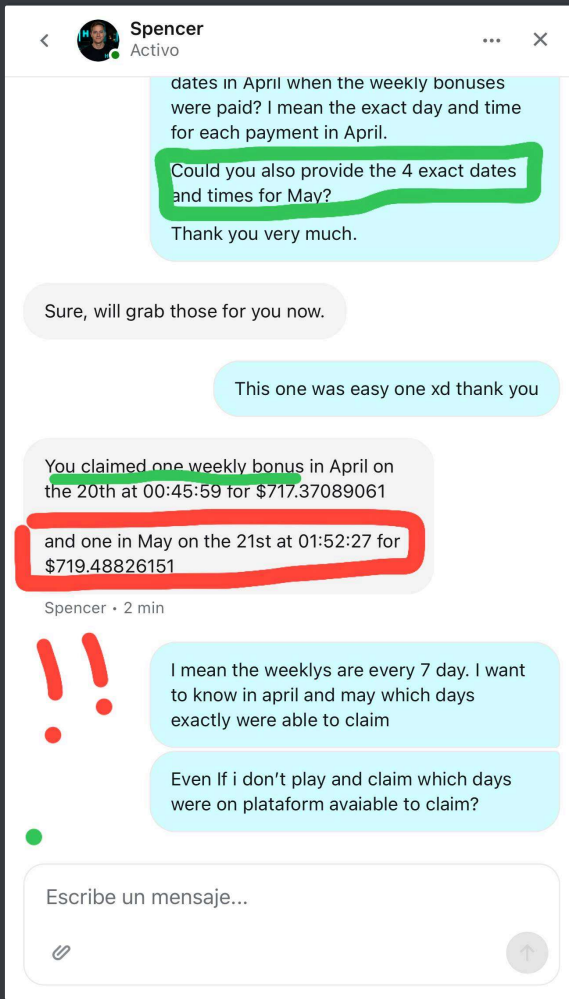 Spencer
Activo
dates in April when the weekly bonuses
were paid? I mean the exact day and time
for each payment in April.
Could you also provide the 4 exact dates
and times for May?
Thank you very much.
Sure, will grab those for you now.
This one was easy one xd thank you
You claimed one weekly bonus in April on
the 20th at 00:45:59 for $717.37089061
and one in May on the 21st at 01:52:27 for
$719.48826151
Spencer • 2 min
!!
I mean the weeklys are every 7 day. I want
to know in april and may which days
exactly were able to claim
Even If i don’t play and claim which days
were on plataform avaiable to claim?
Escribe un mensaje...